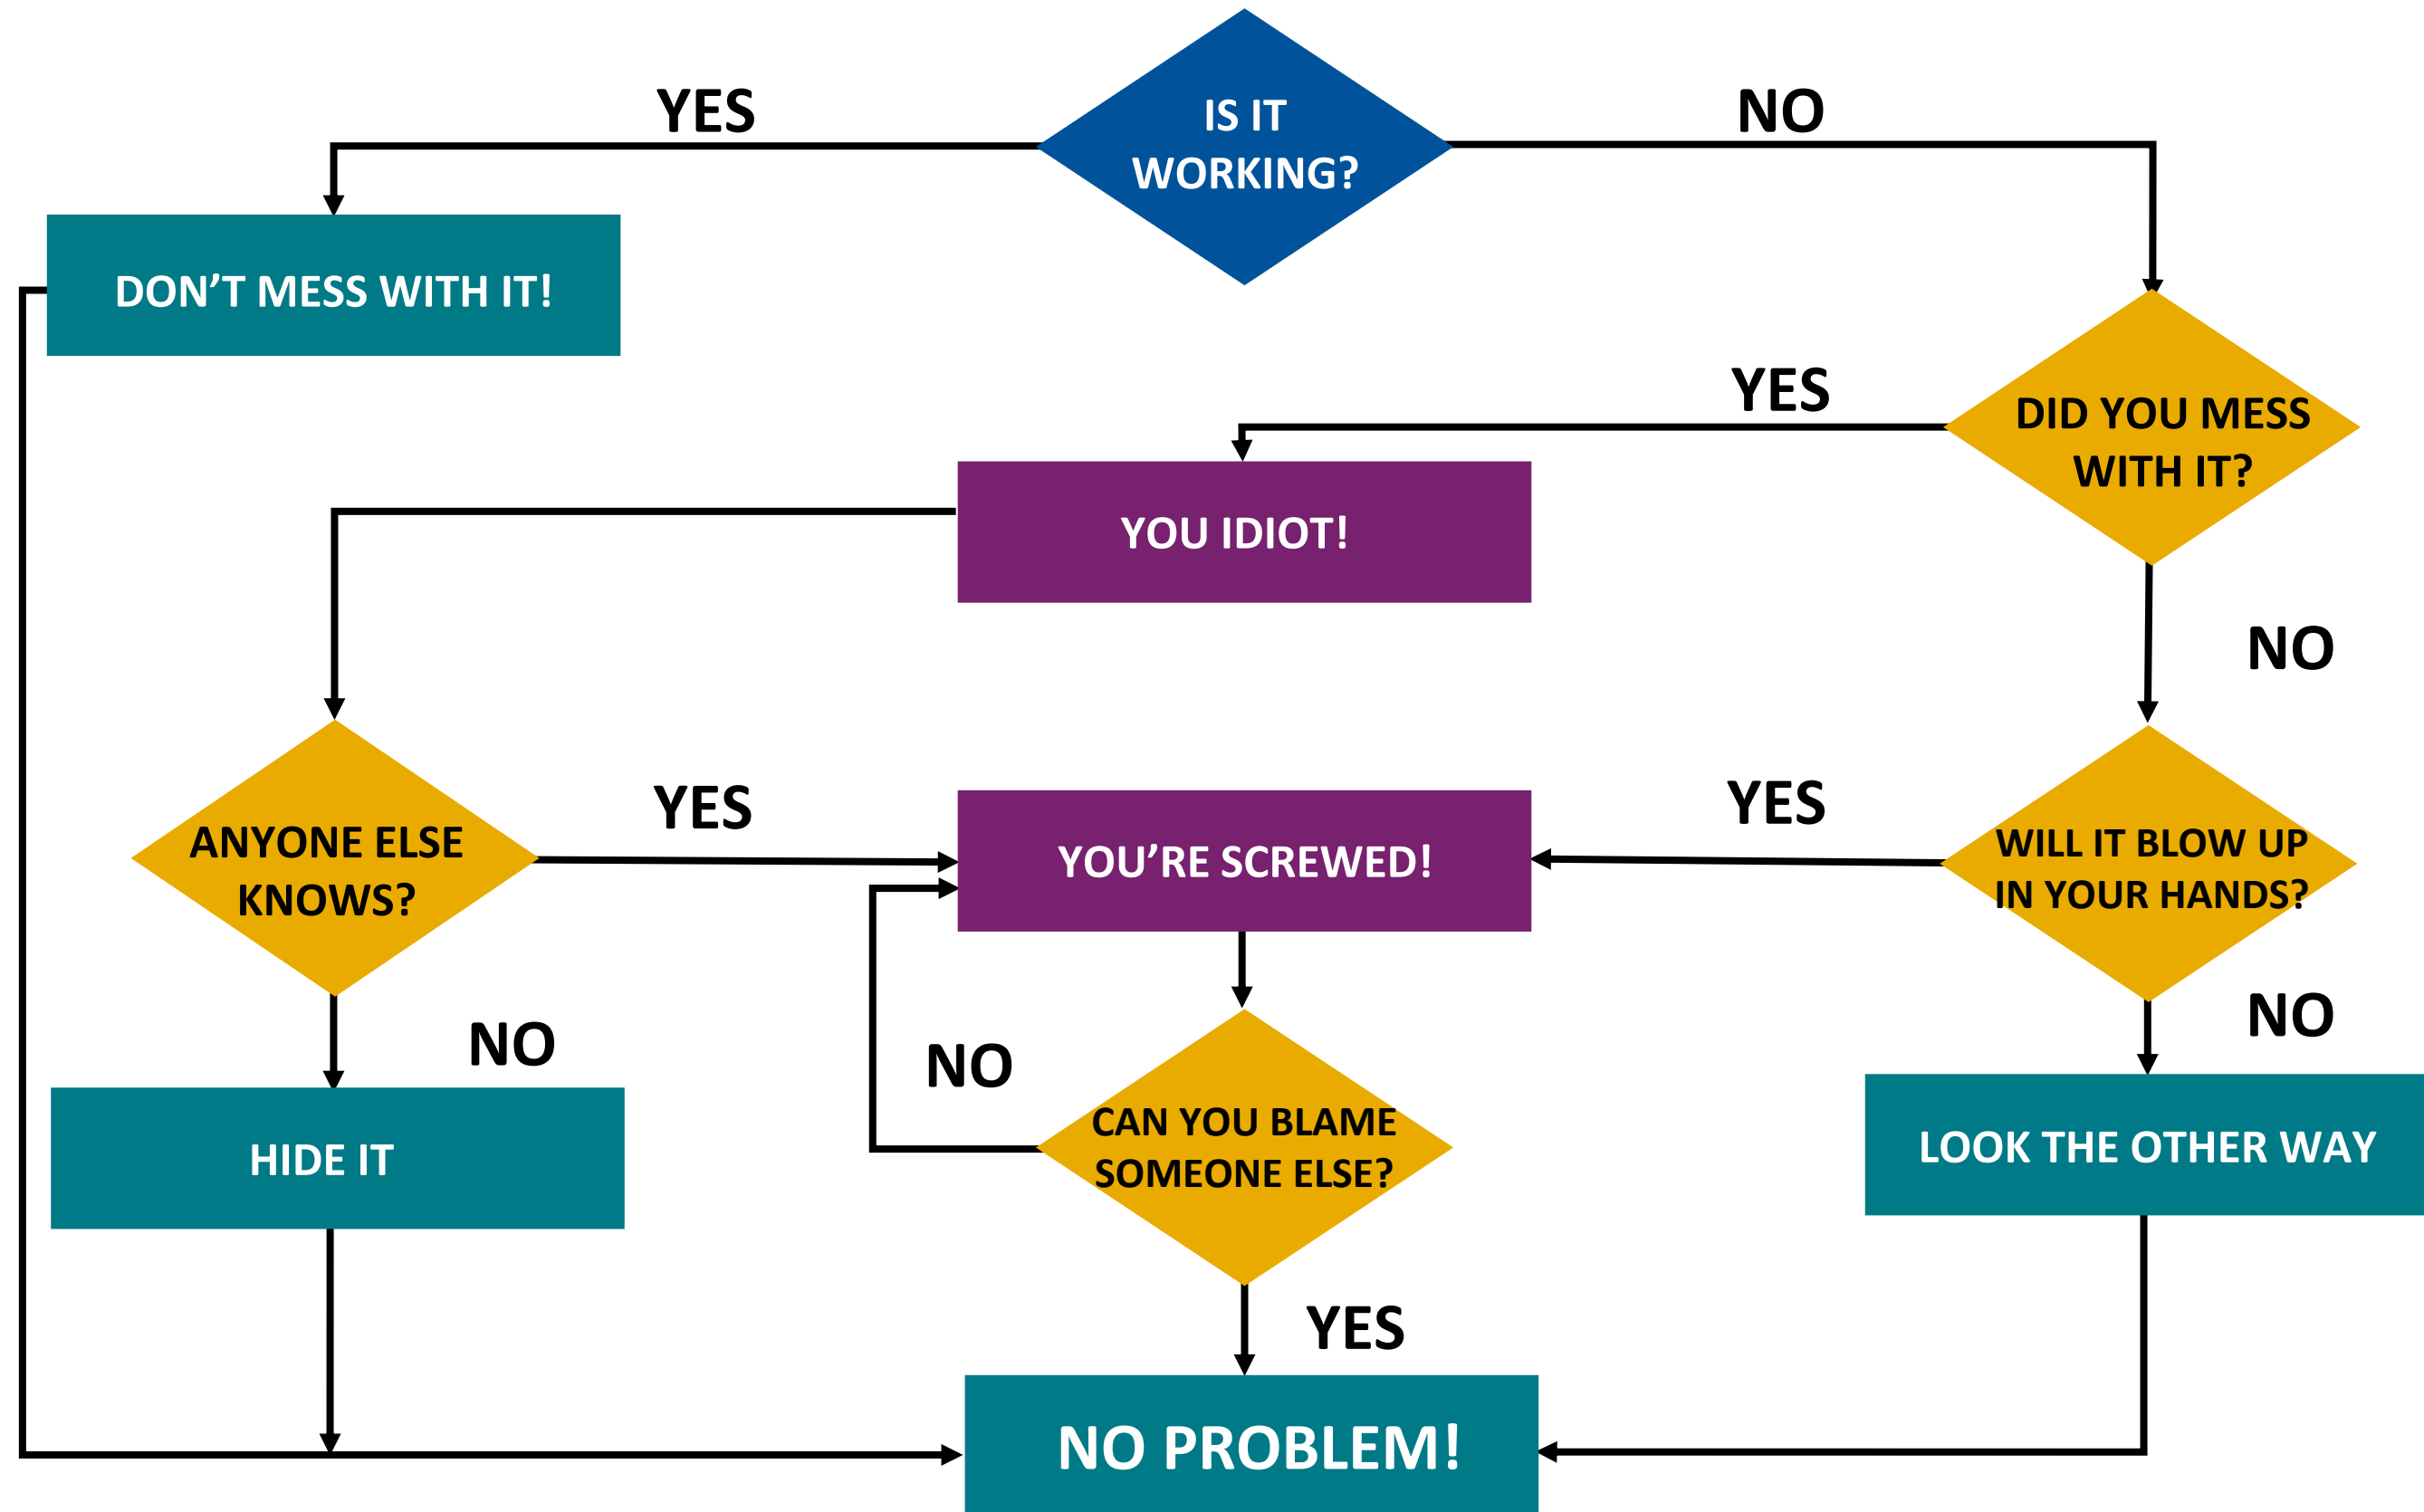 YES
IS IT
WORKING?
NO
DON’T MESS WITH IT!
YES
DID YOU MESS
WITH IT?
YOU IDIOT!
NO
ANYONE ELSE
KNOWS?
YES
YOU’RE SCREWED!
YES
WILL IT BLOW UP
IN YOUR HANDS?
NO
NO
NO
HIDE IT
CAN YOU BLAME
SOMEONE ELSE?
LOOK THE OTHER WAY
YES
NO PROBLEM!